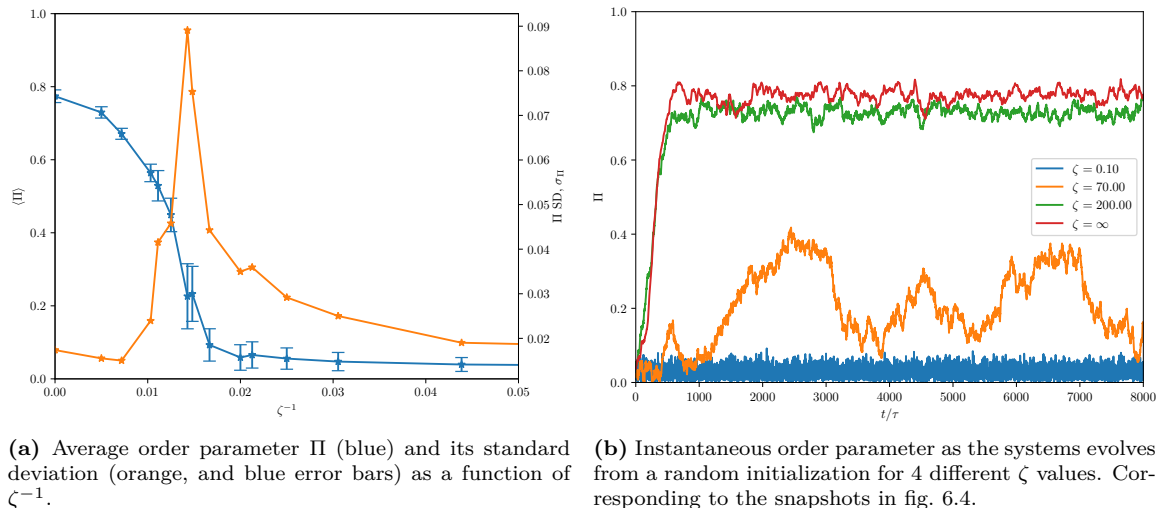 1.0
0.8
0.6
0.4
0.2
0.0
⟨Π⟩
0.09
0.08
0.07
0.06
0.05
0.04
0.03
0.02
Π SD, σ_Π
0.00 0.01 0.02 0.03 0.04 0.05
ζ⁻¹
(a) Average order parameter Π (blue) and its standard
deviation (orange, and blue error bars) as a function of
ζ⁻¹.
1.0
0.8
0.6
0.4
0.2
0.0
Π
ζ = 0.10
ζ = 70.00
ζ = 200.00
ζ = ∞
0 1000 2000 3000 4000 5000 6000 7000 8000
t/τ
(b) Instantaneous order parameter as the systems evolves
from a random initialization for 4 different ζ values. Cor-
responding to the snapshots in fig. 6.4.